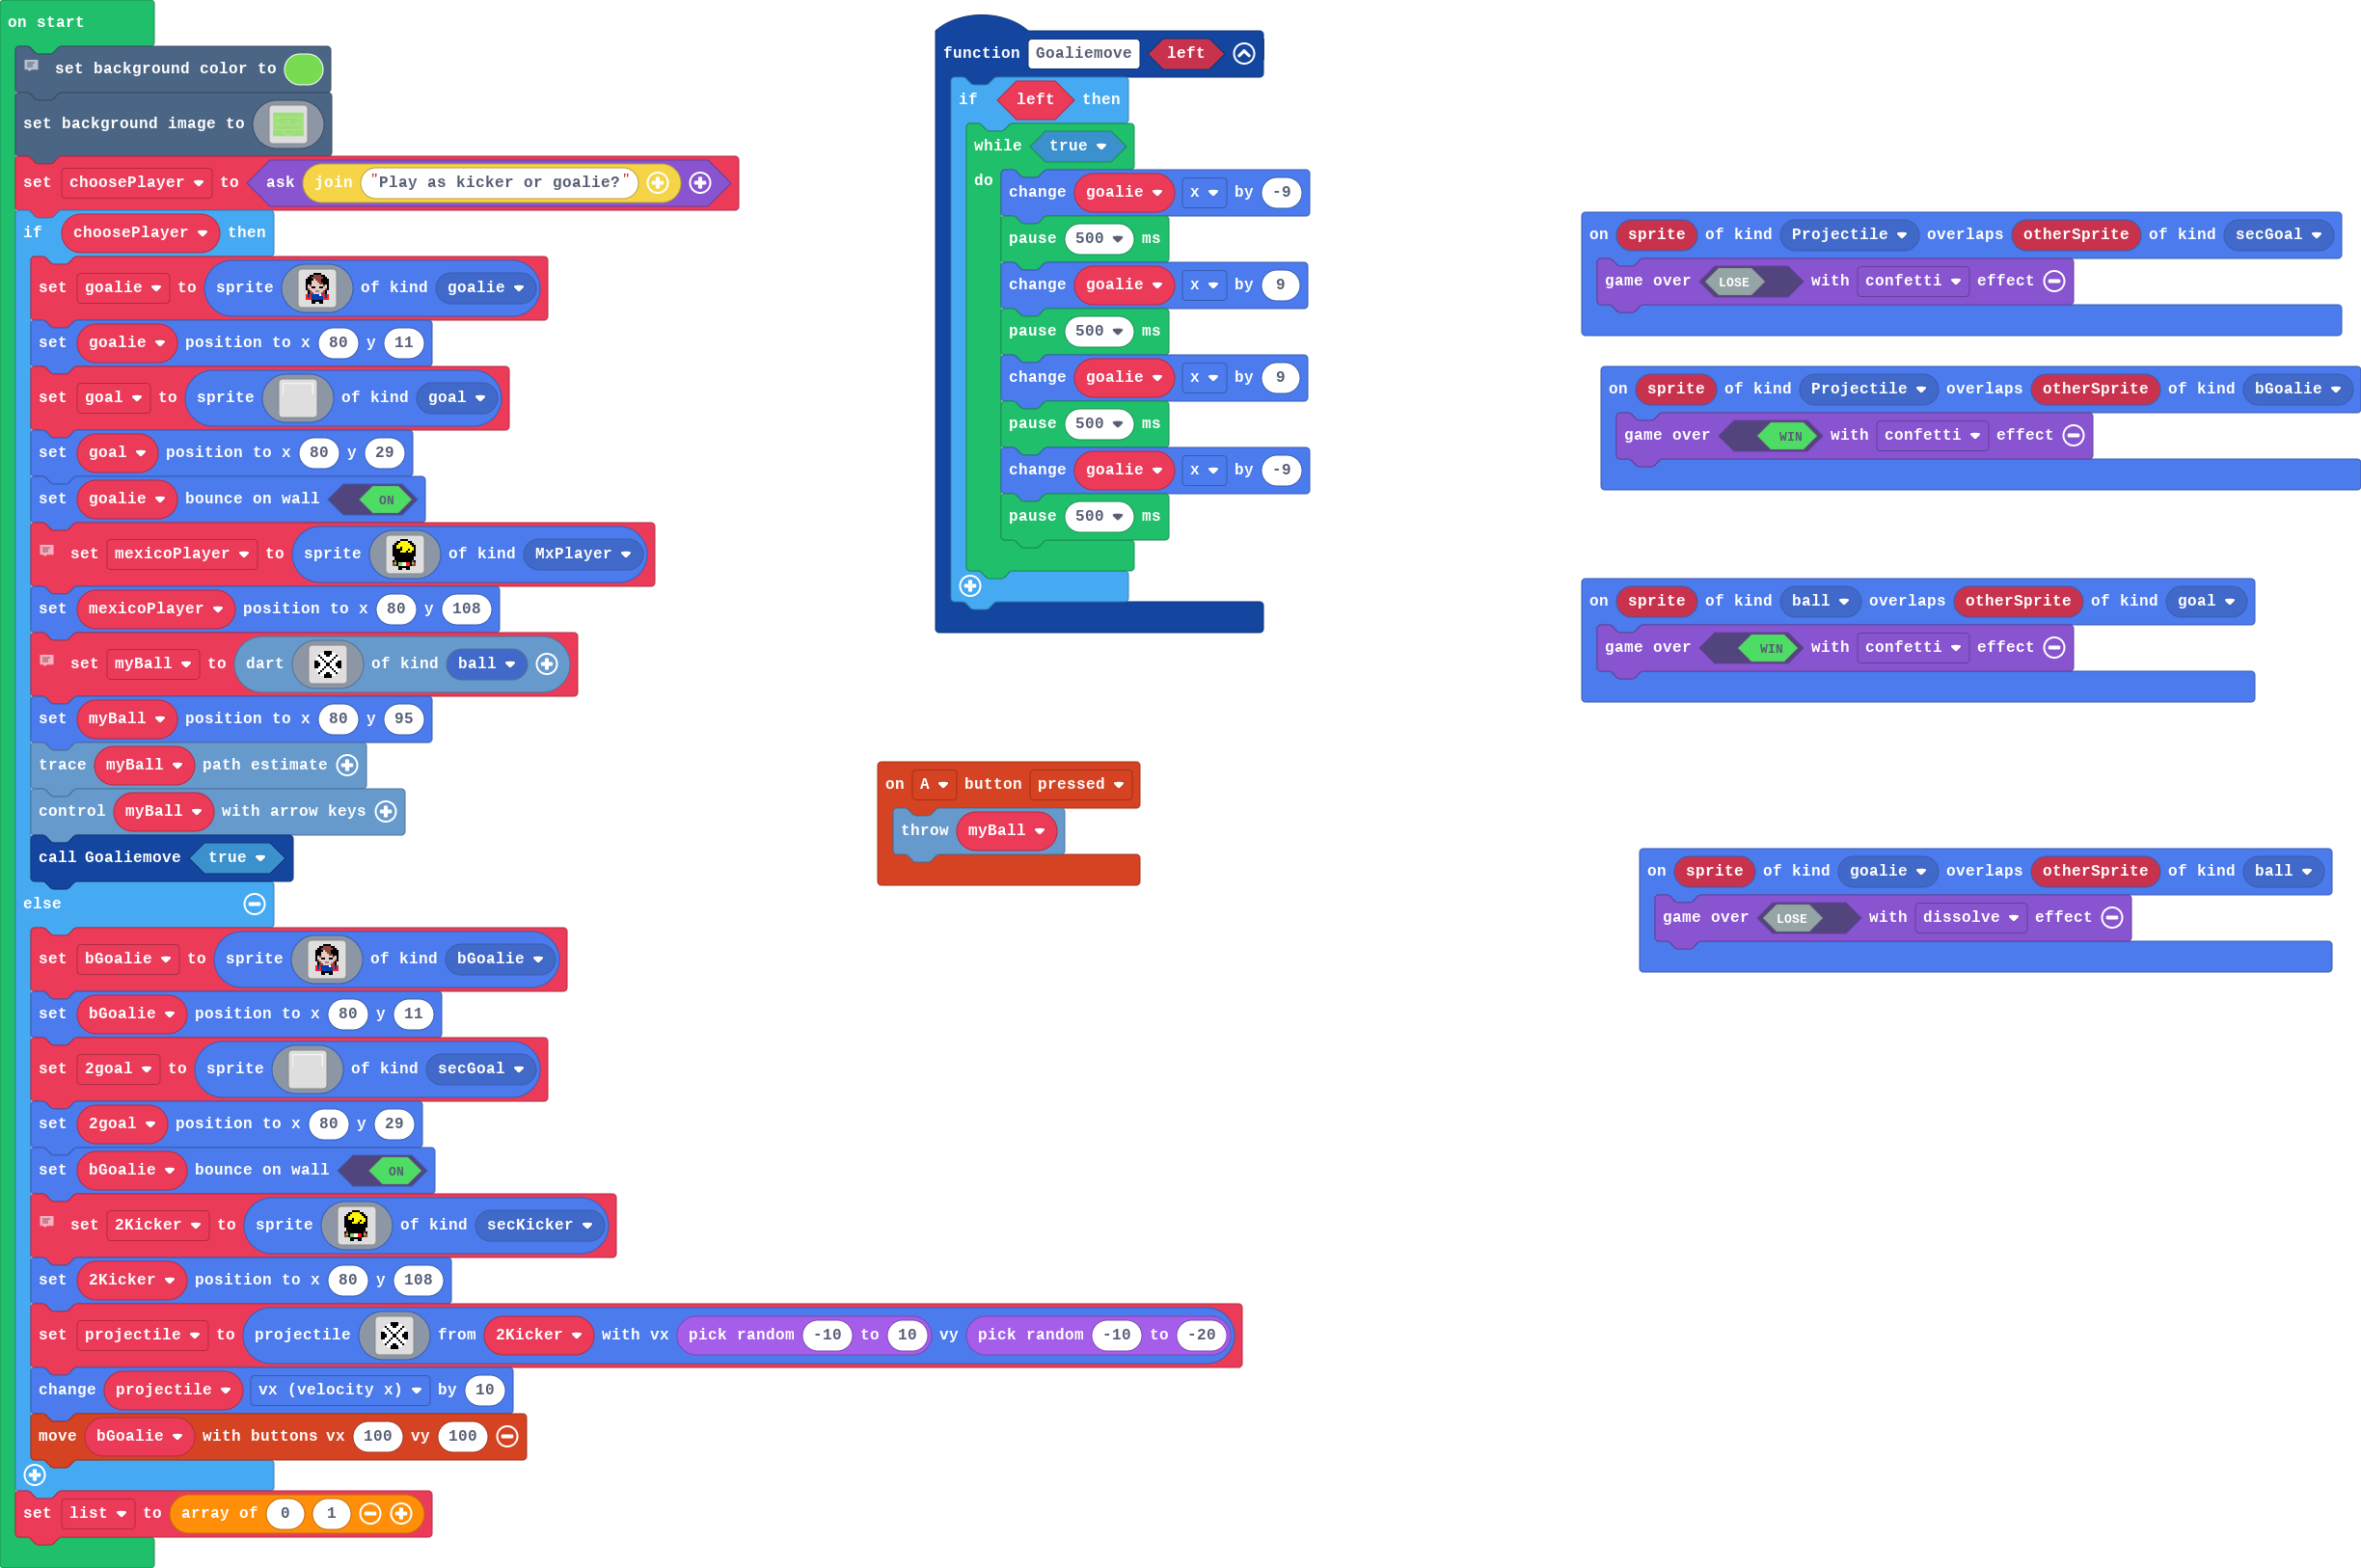 on start
set background color to
set background image to
set choosePlayer to ask join "Play as kicker or goalie?"
if choosePlayer then
set goalie to sprite of kind goalie
set goalie position to x 80 y 11
set goal to sprite of kind goal
set goal position to x 80 y 29
set goalie bounce on wall ON
set mexicoPlayer to sprite of kind MxPlayer
set mexicoPlayer position to x 80 y 108
set myBall to dart of kind ball
set myBall position to x 80 y 95
trace myBall path estimate
control myBall with arrow keys
call Goaliemove true
else
set bGoalie to sprite of kind bGoalie
set bGoalie position to x 80 y 11
set 2goal to sprite of kind secGoal
set 2goal position to x 80 y 29
set bGoalie bounce on wall ON
set 2Kicker to sprite of kind secKicker
set 2Kicker position to x 80 y 108
set projectile to projectile from 2Kicker with vx pick random -10 to 10 vy pick random -10 to -20
change projectile vx (velocity x) by 10
move bGoalie with buttons vx 100 vy 100
set list to array of 0 1
function Goaliemove left
if left then
while true
do change goalie x by -9
pause 500 ms
change goalie x by 9
pause 500 ms
change goalie x by 9
pause 500 ms
change goalie x by -9
pause 500 ms
on A button pressed
throw myBall
on sprite of kind Projectile overlaps otherSprite of kind secGoal
game over LOSE with confetti effect
on sprite of kind Projectile overlaps otherSprite of kind bGoalie
game over WIN with confetti effect
on sprite of kind ball overlaps otherSprite of kind goal
game over WIN with confetti effect
on sprite of kind goalie overlaps otherSprite of kind ball
game over LOSE with dissolve effect